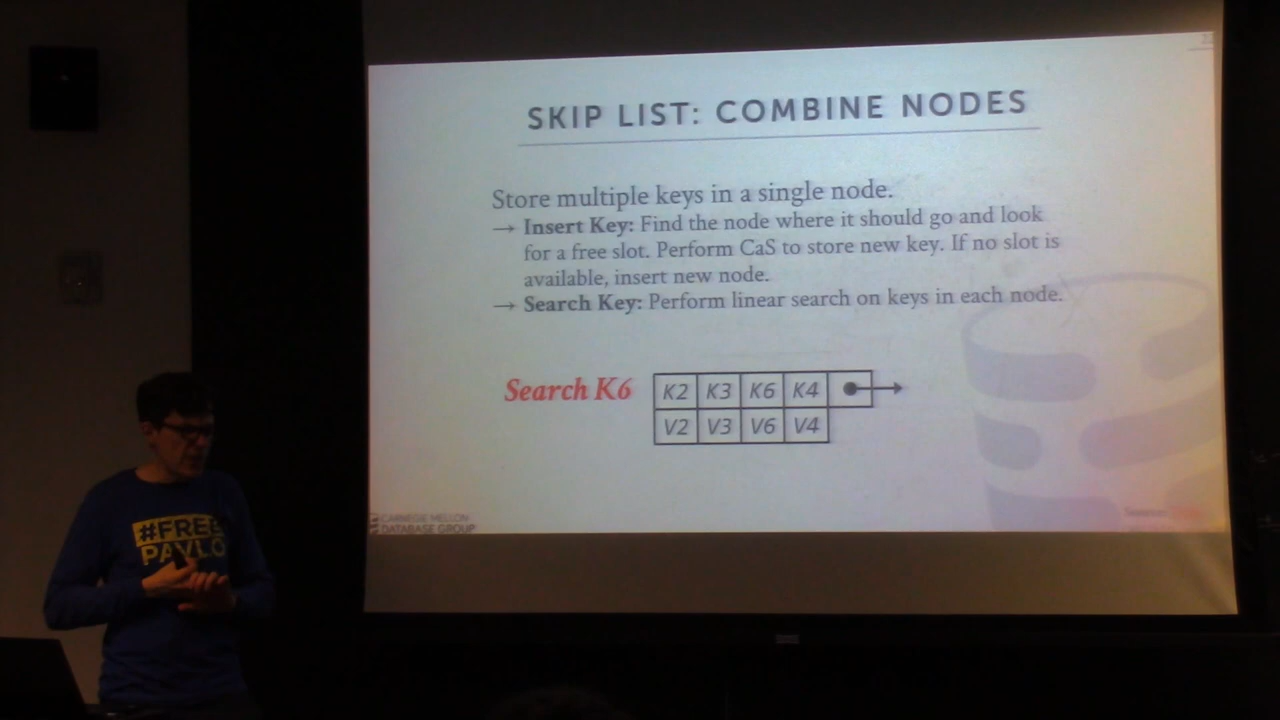 SKIP LIST: COMBINE NODES
Store multiple keys in a single node.
→ Insert Key: Find the node where it should go and look
for a free slot. Perform CaS to store new key. If no slot is
available, insert new node.
→ Search Key: Perform linear search on keys in each node.
Search K6
K2 K3 K6 K4
V2 V3 V6 V4
#FREE
PAVLO
CARNEGIE MELLON
DATABASE GROUP